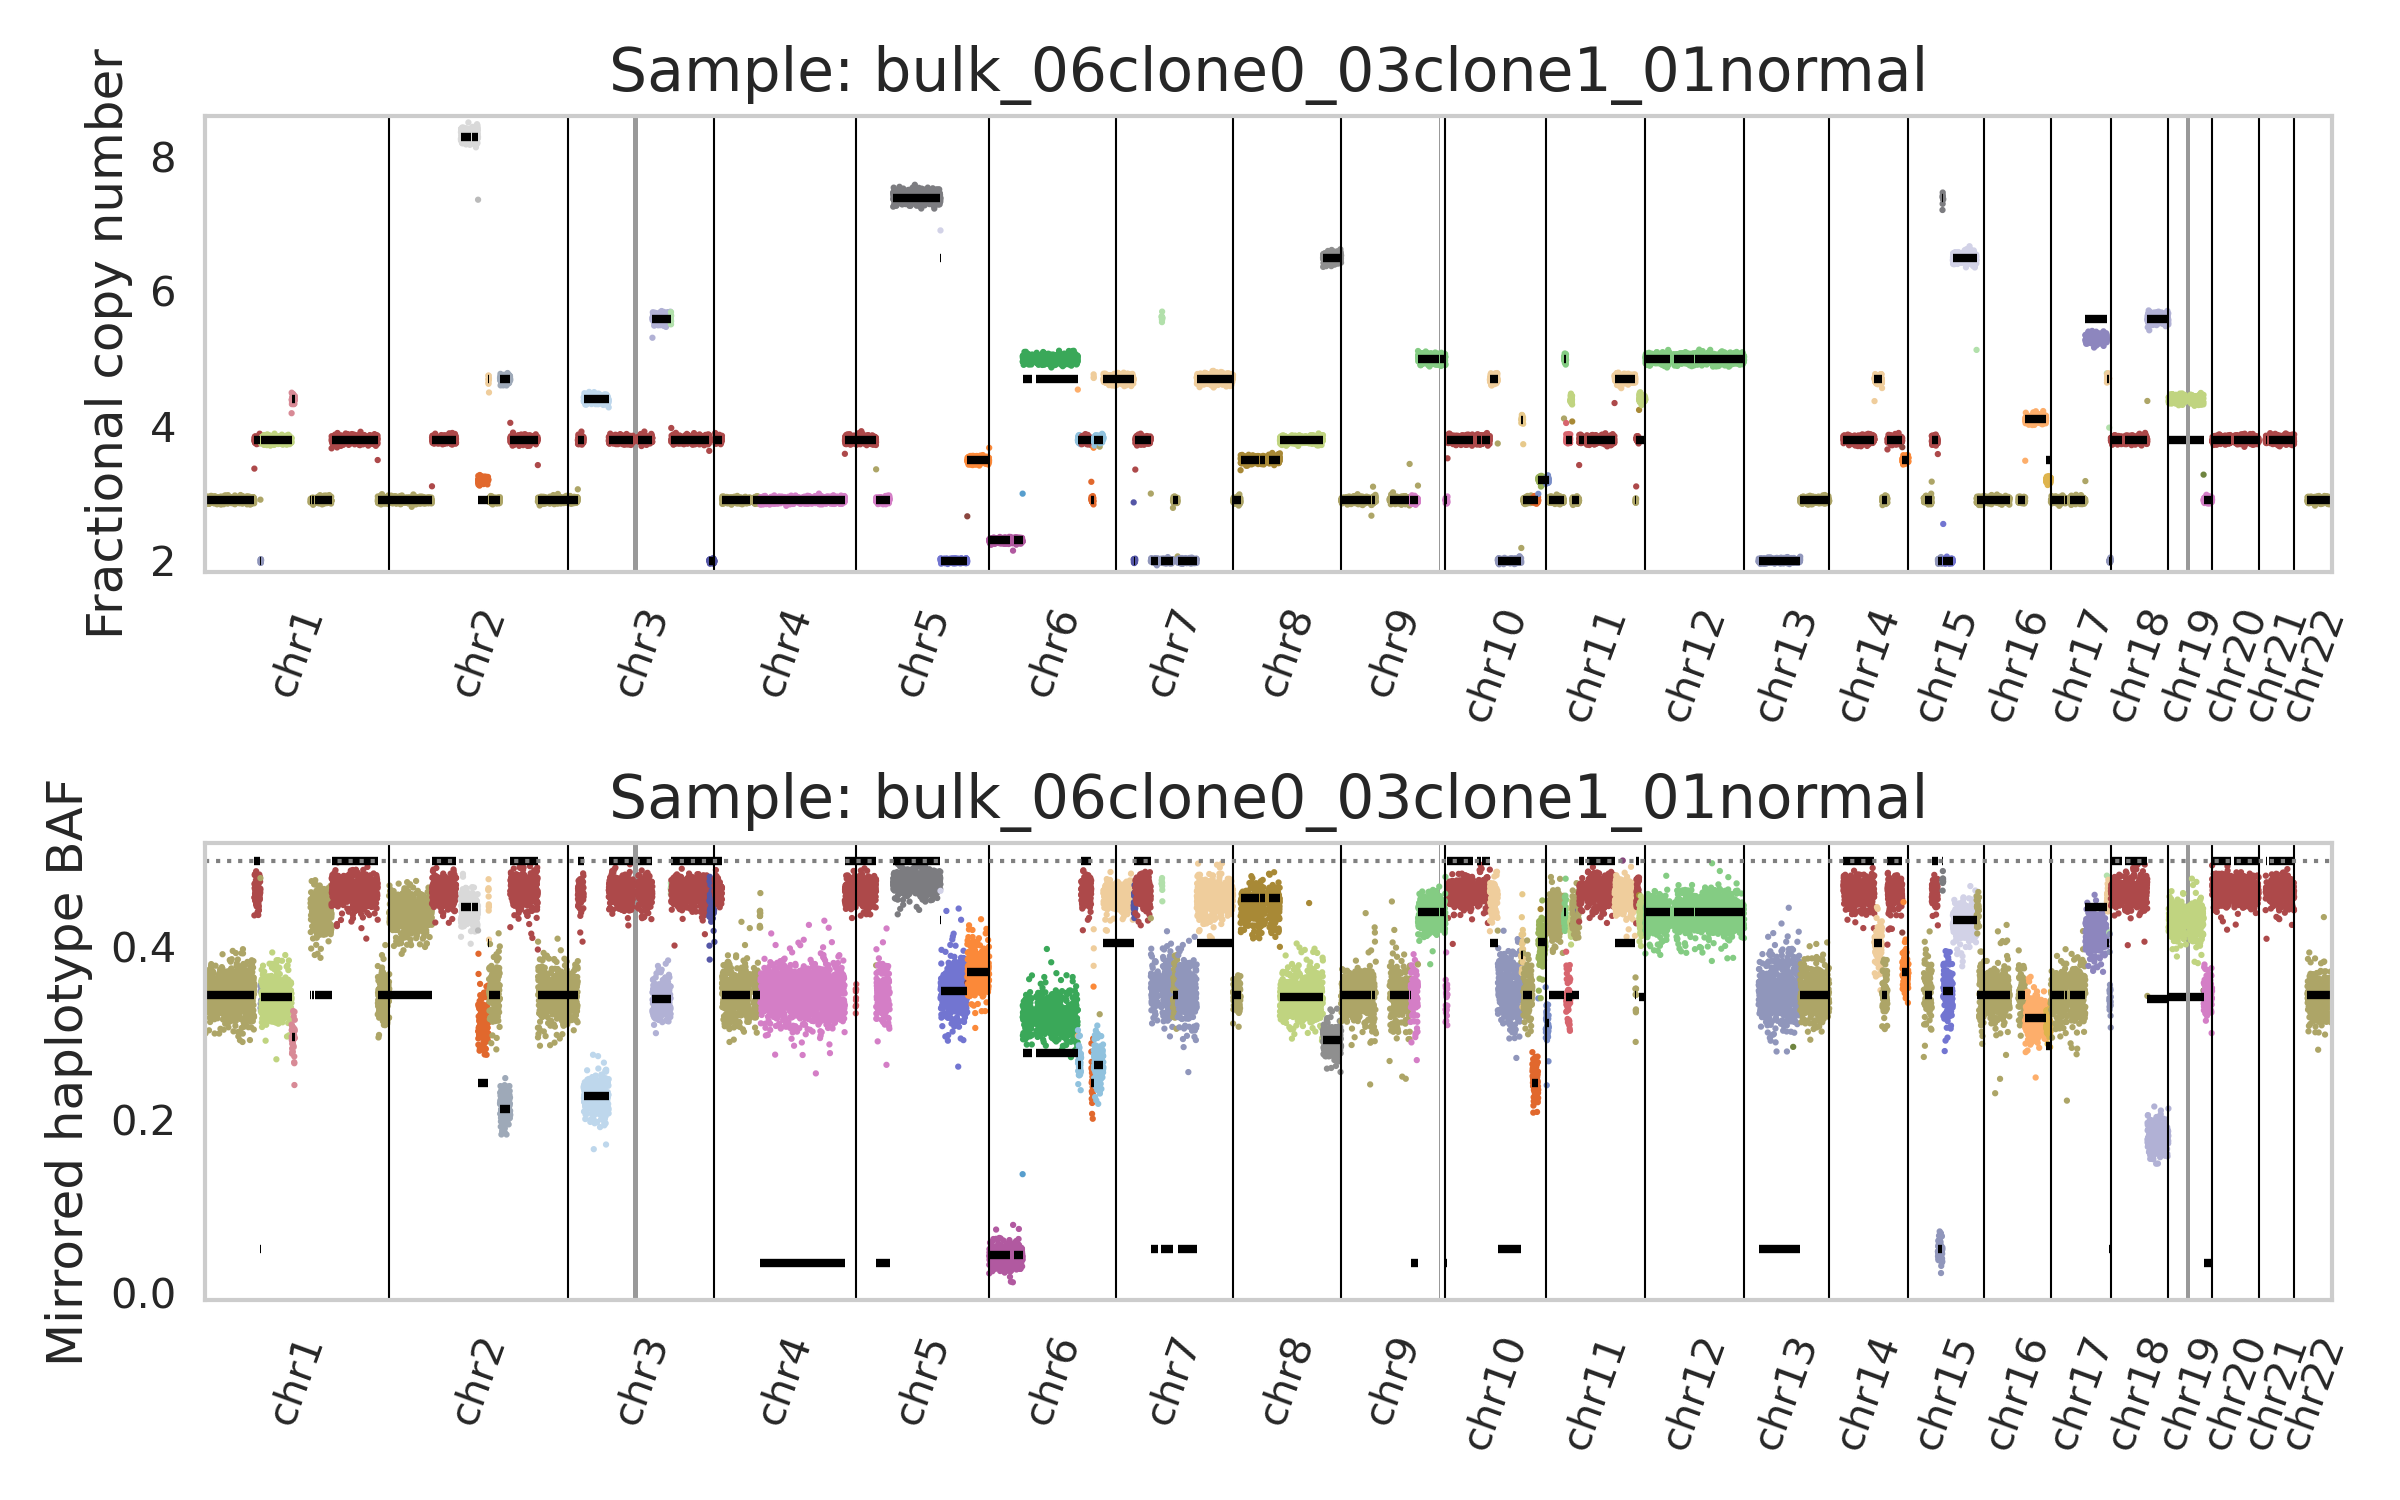 Sample: bulk_06clone0_03clone1_01normal
Fractional copy number
8
6
4
2
chr1 chr2 chr3 chr4 chr5 chr6 chr7 chr8 chr9 chr10 chr11 chr12 chr13 chr14 chr15 chr16 chr17 chr18 chr19 chr20 chr21 chr22
Sample: bulk_06clone0_03clone1_01normal
Mirrored haplotype BAF
0.4
0.2
0.0
chr1 chr2 chr3 chr4 chr5 chr6 chr7 chr8 chr9 chr10 chr11 chr12 chr13 chr14 chr15 chr16 chr17 chr18 chr19 chr20 chr21 chr22